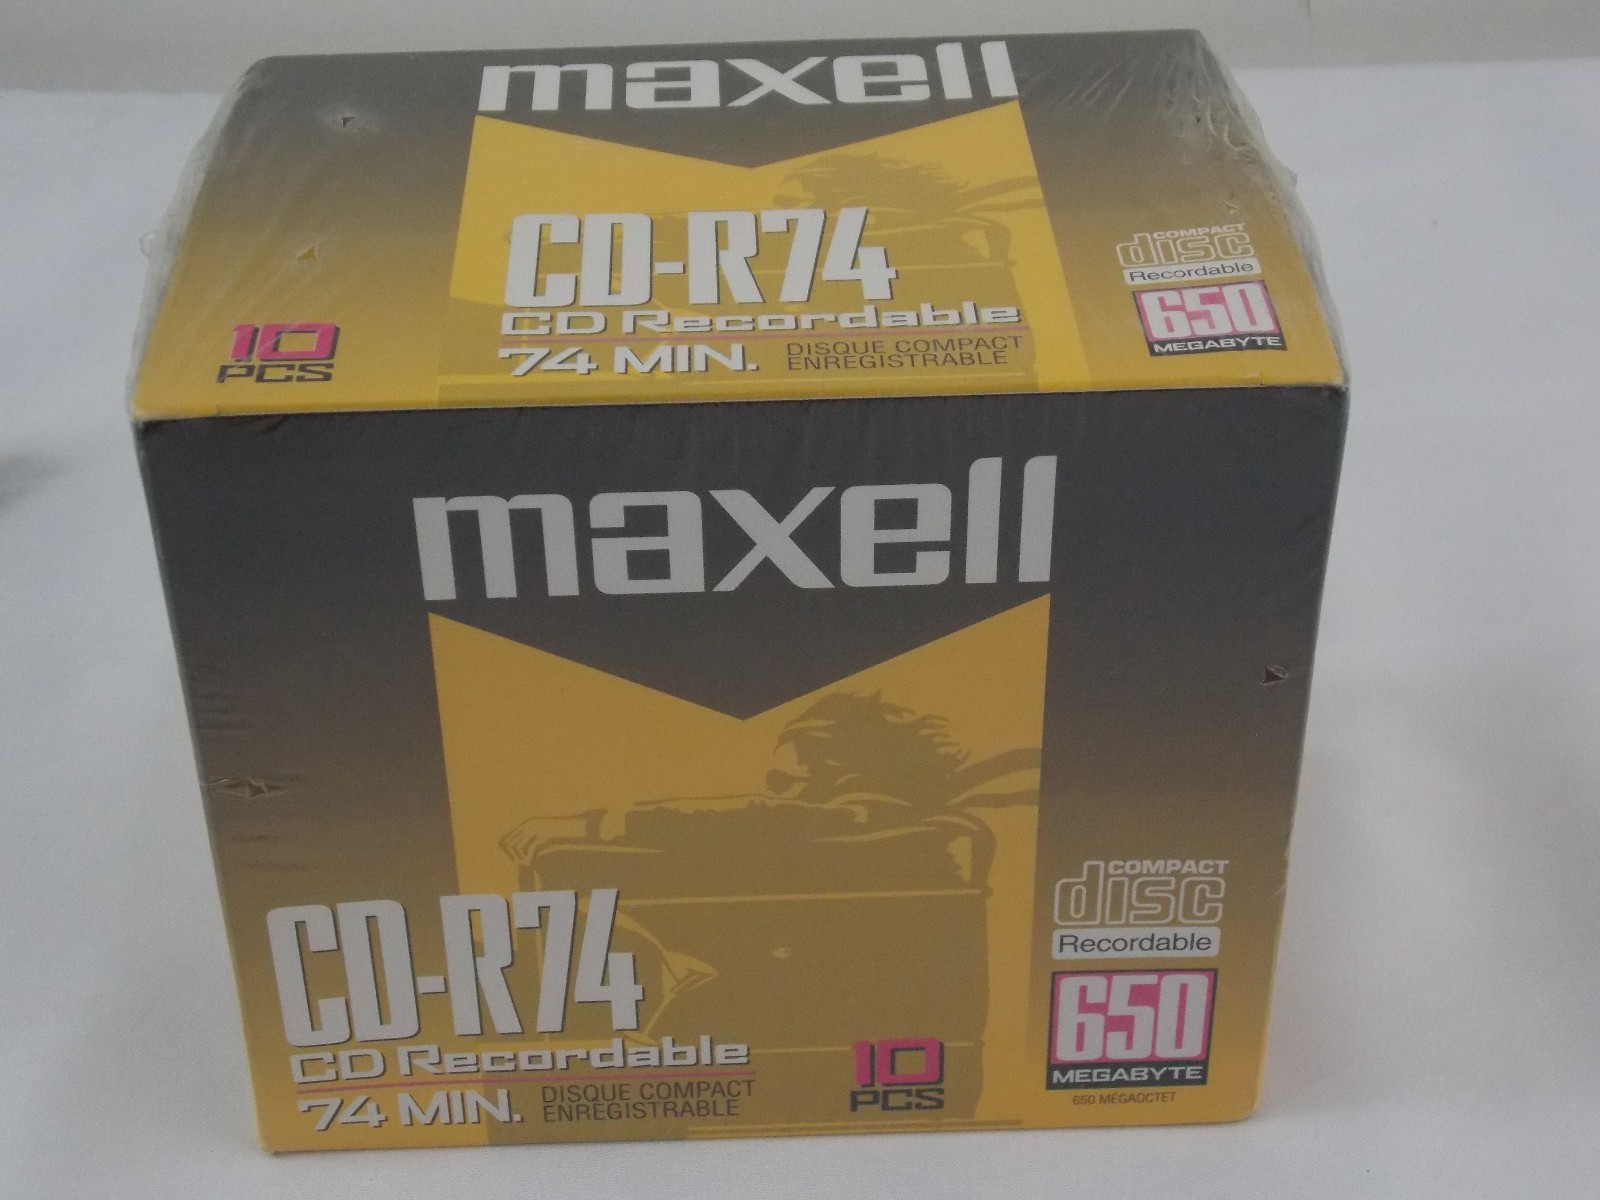 maxell
CD-R74
CD Recordable
74 MIN. DISQUE COMPACT
ENREGISTRABLE
10
PCS
COMPACT
disc
Recordable
650
MEGABYTE
maxell
CD-R74
CD Recordable
74 MIN. DISQUE COMPACT
ENREGISTRABLE
10
PCS
COMPACT
disc
Recordable
650
MEGABYTE
650 MÉGAOCTET